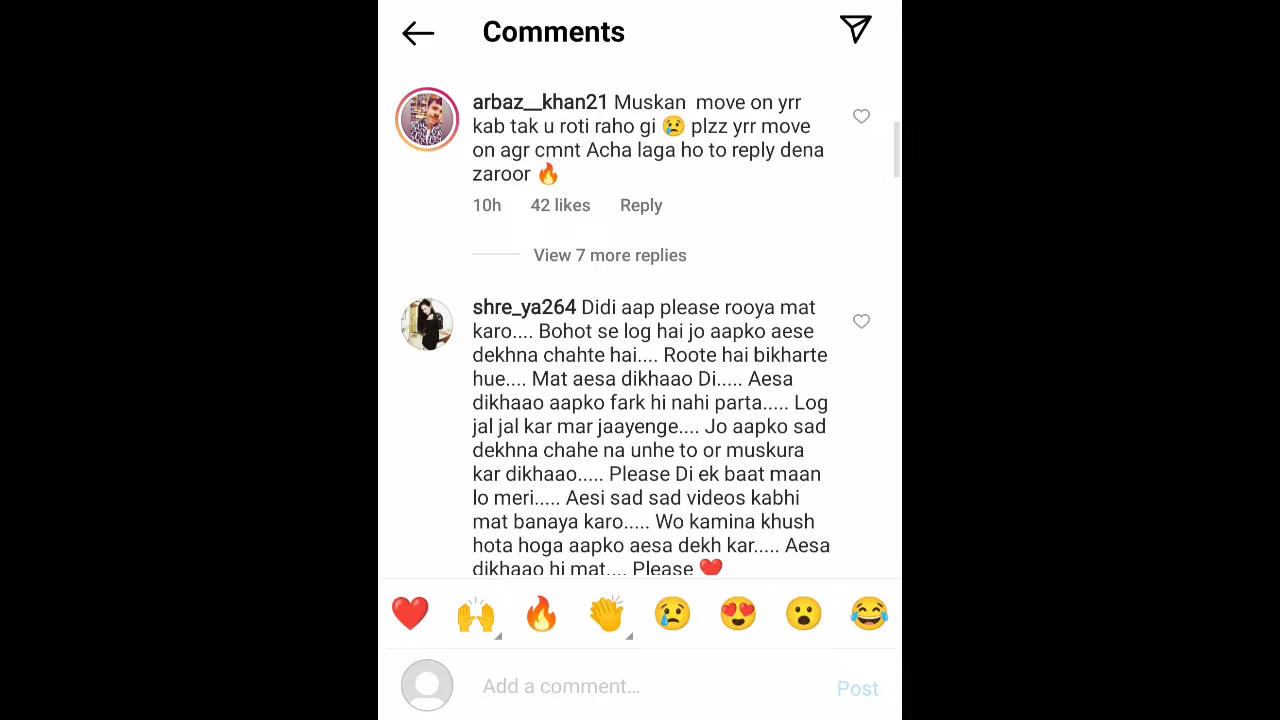 Comments
arbaz__khan21 Muskan move on yrr
kab tak u roti raho gi 😢 plzz yrr move
on agr cmnt Acha laga ho to reply dena
zaroor 🔥
10h 42 likes Reply
View 7 more replies
shre_ya264 Didi aap please rooya mat
karo.... Bohot se log hai jo aapko aese
dekhna chahte hai.... Roote hai bikharte
hue.... Mat aesa dikhaao Di..... Aesa
dikhaao aapko fark hi nahi parta..... Log
jal jal kar mar jaayenge.... Jo aapko sad
dekhna chahe na unhe to or muskura
kar dikhaao..... Please Di ek baat maan
lo meri..... Aesi sad sad videos kabhi
mat banaya karo..... Wo kamina khush
hota hoga aapko aesa dekh kar..... Aesa
dikhaao hi mat.... Please ❤️
❤️ 🙌 🔥 👏 😢 😍 😮 😂
Add a comment... Post